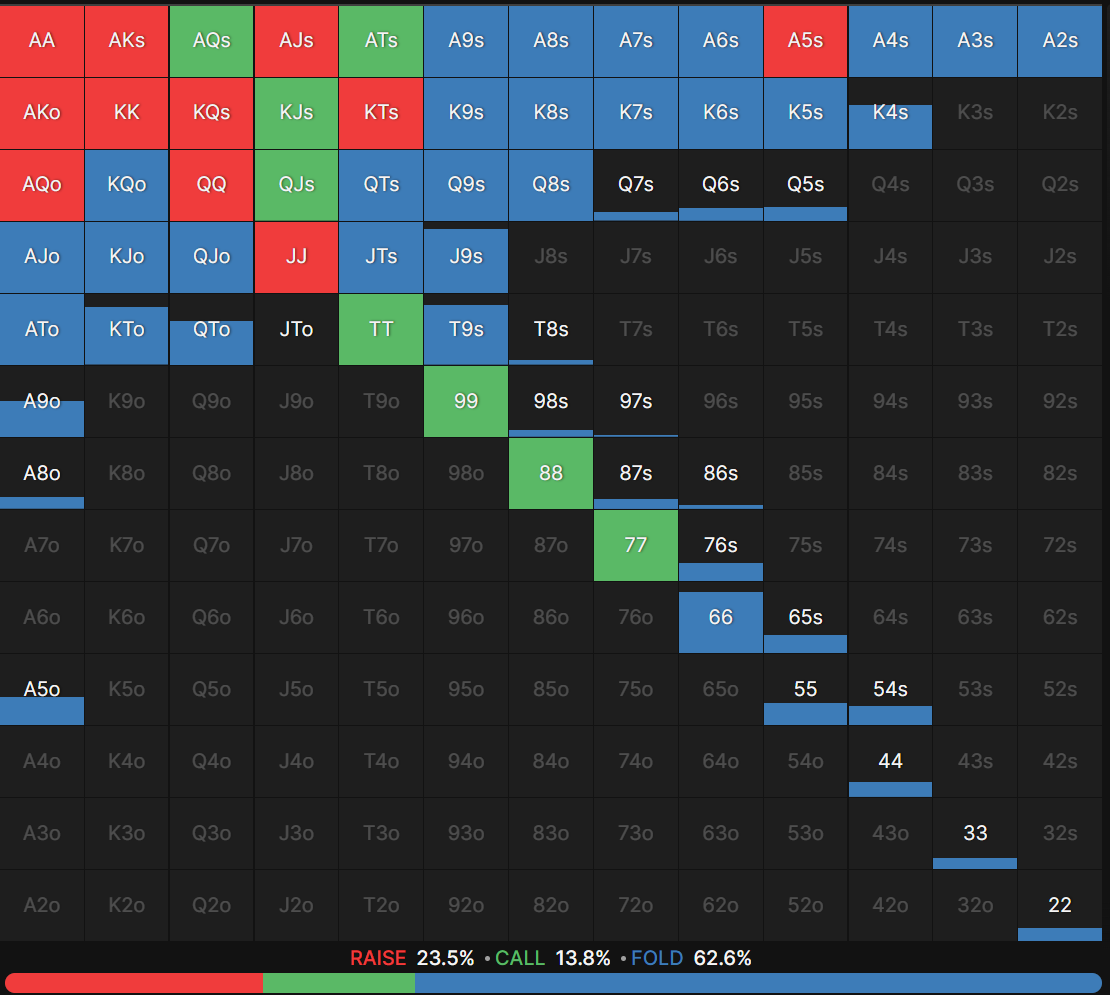 AA AKs AQs AJs ATs A9s A8s A7s A6s A5s A4s A3s A2s
AKo KK KQs KJs KTs K9s K8s K7s K6s K5s K4s K3s K2s
AQo KQo QQ QJs QTs Q9s Q8s Q7s Q6s Q5s Q4s Q3s Q2s
AJo KJo QJo JJ JTs J9s J8s J7s J6s J5s J4s J3s J2s
ATo KTo QTo JTo TT T9s T8s T7s T6s T5s T4s T3s T2s
A9o K9o Q9o J9o T9o 99 98s 97s 96s 95s 94s 93s 92s
A8o K8o Q8o J8o T8o 98o 88 87s 86s 85s 84s 83s 82s
A7o K7o Q7o J7o T7o 97o 87o 77 76s 75s 74s 73s 72s
A6o K6o Q6o J6o T6o 96o 86o 76o 66 65s 64s 63s 62s
A5o K5o Q5o J5o T5o 95o 85o 75o 65o 55 54s 53s 52s
A4o K4o Q4o J4o T4o 94o 84o 74o 64o 54o 44 43s 42s
A3o K3o Q3o J3o T3o 93o 83o 73o 63o 53o 43o 33 32s
A2o K2o Q2o J2o T2o 92o 82o 72o 62o 52o 42o 32o 22
RAISE 23.5% • CALL 13.8% • FOLD 62.6%